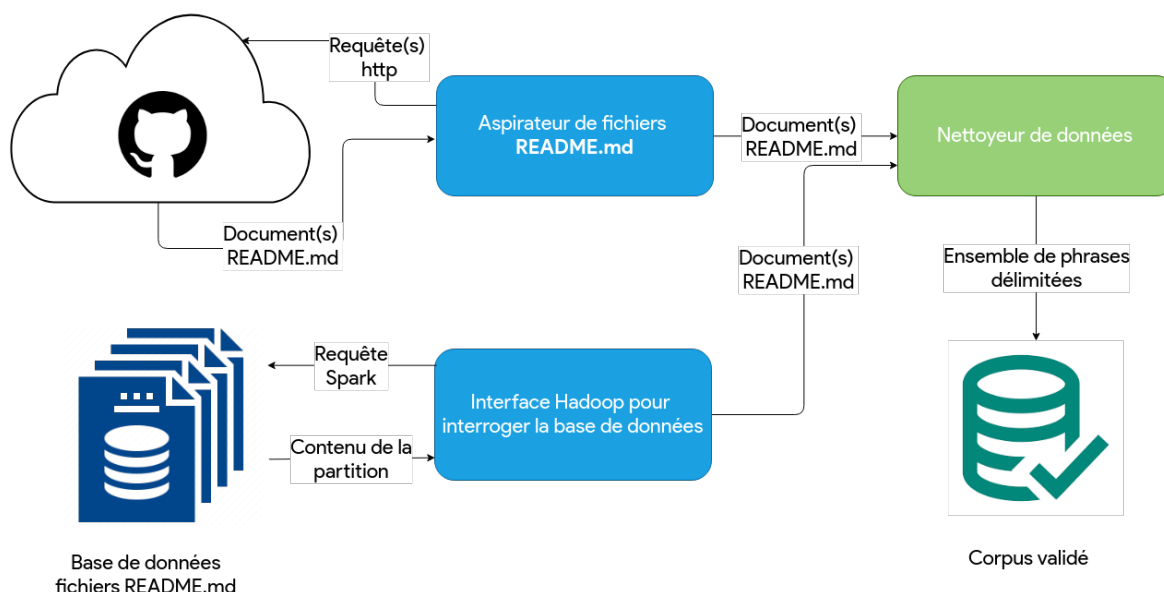 Requête(s)
http
Aspirateur de fichiers
README.md
Document(s)
README.md
Nettoyeur de données
Document(s)
README.md
Document(s)
README.md
Ensemble de phrases
délimitées
Requête
Spark
Interface Hadoop pour
interroger la base de données
Contenu de la
partition
Base de données
fichiers README.md
Corpus validé